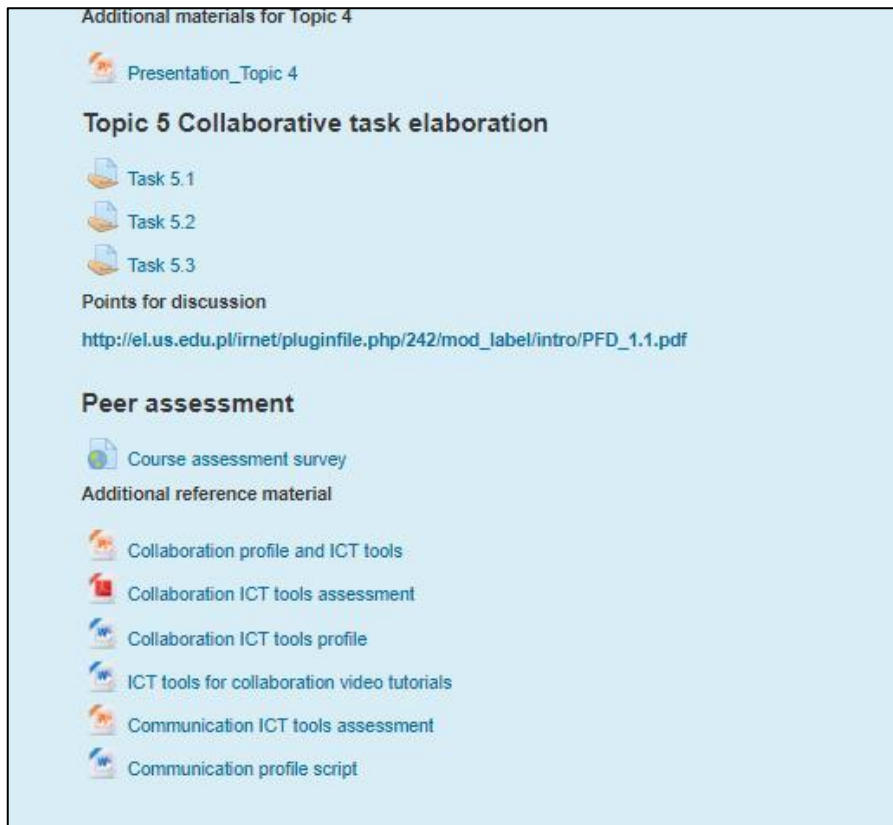 Additional materials for Topic 4
Presentation_Topic 4
Topic 5 Collaborative task elaboration
Task 5.1
Task 5.2
Task 5.3
Points for discussion
http://el.us.edu.pl/irnet/pluginfile.php/242/mod_label/intro/PFD_1.1.pdf
Peer assessment
Course assessment survey
Additional reference material
Collaboration profile and ICT tools
Collaboration ICT tools assessment
Collaboration ICT tools profile
ICT tools for collaboration video tutorials
Communication ICT tools assessment
Communication profile script